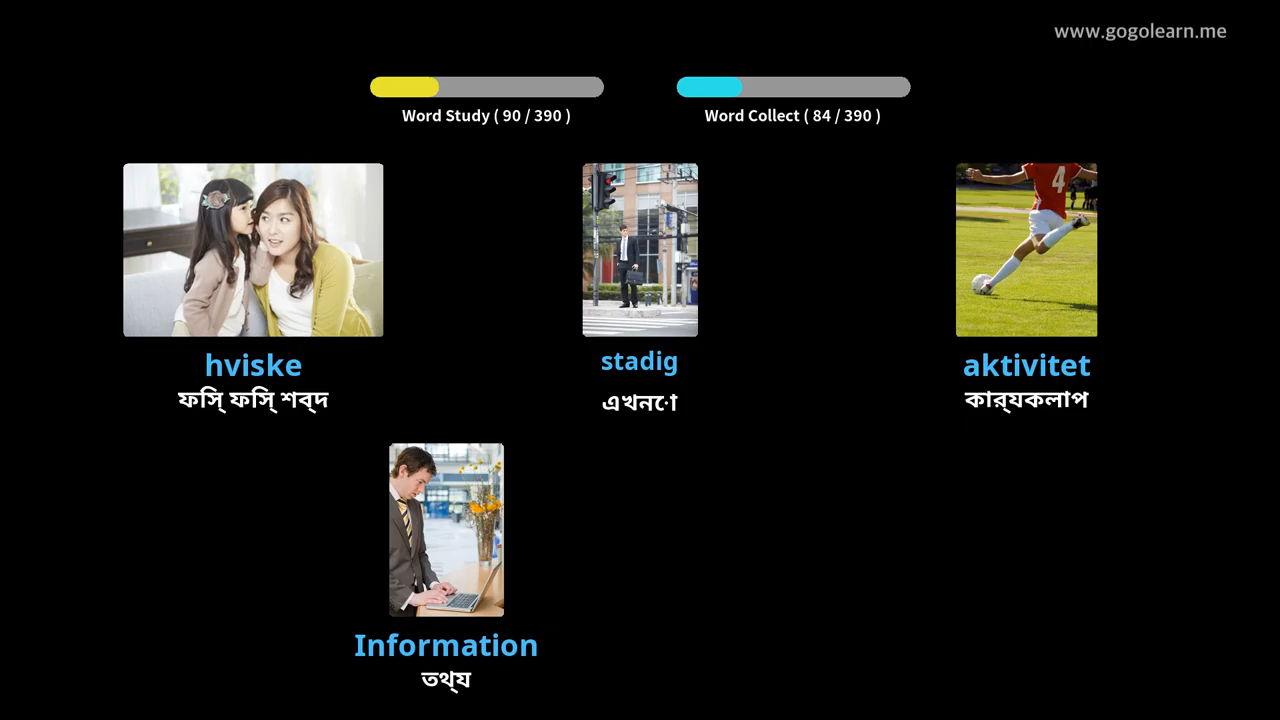 www.gogolearn.me
Word Study ( 90 / 390 )
Word Collect ( 84 / 390 )
hviske
ফিস্ ফিস্ শব্দ
stadig
এখনো
aktivitet
কার্যকলাপ
Information
তথ্য